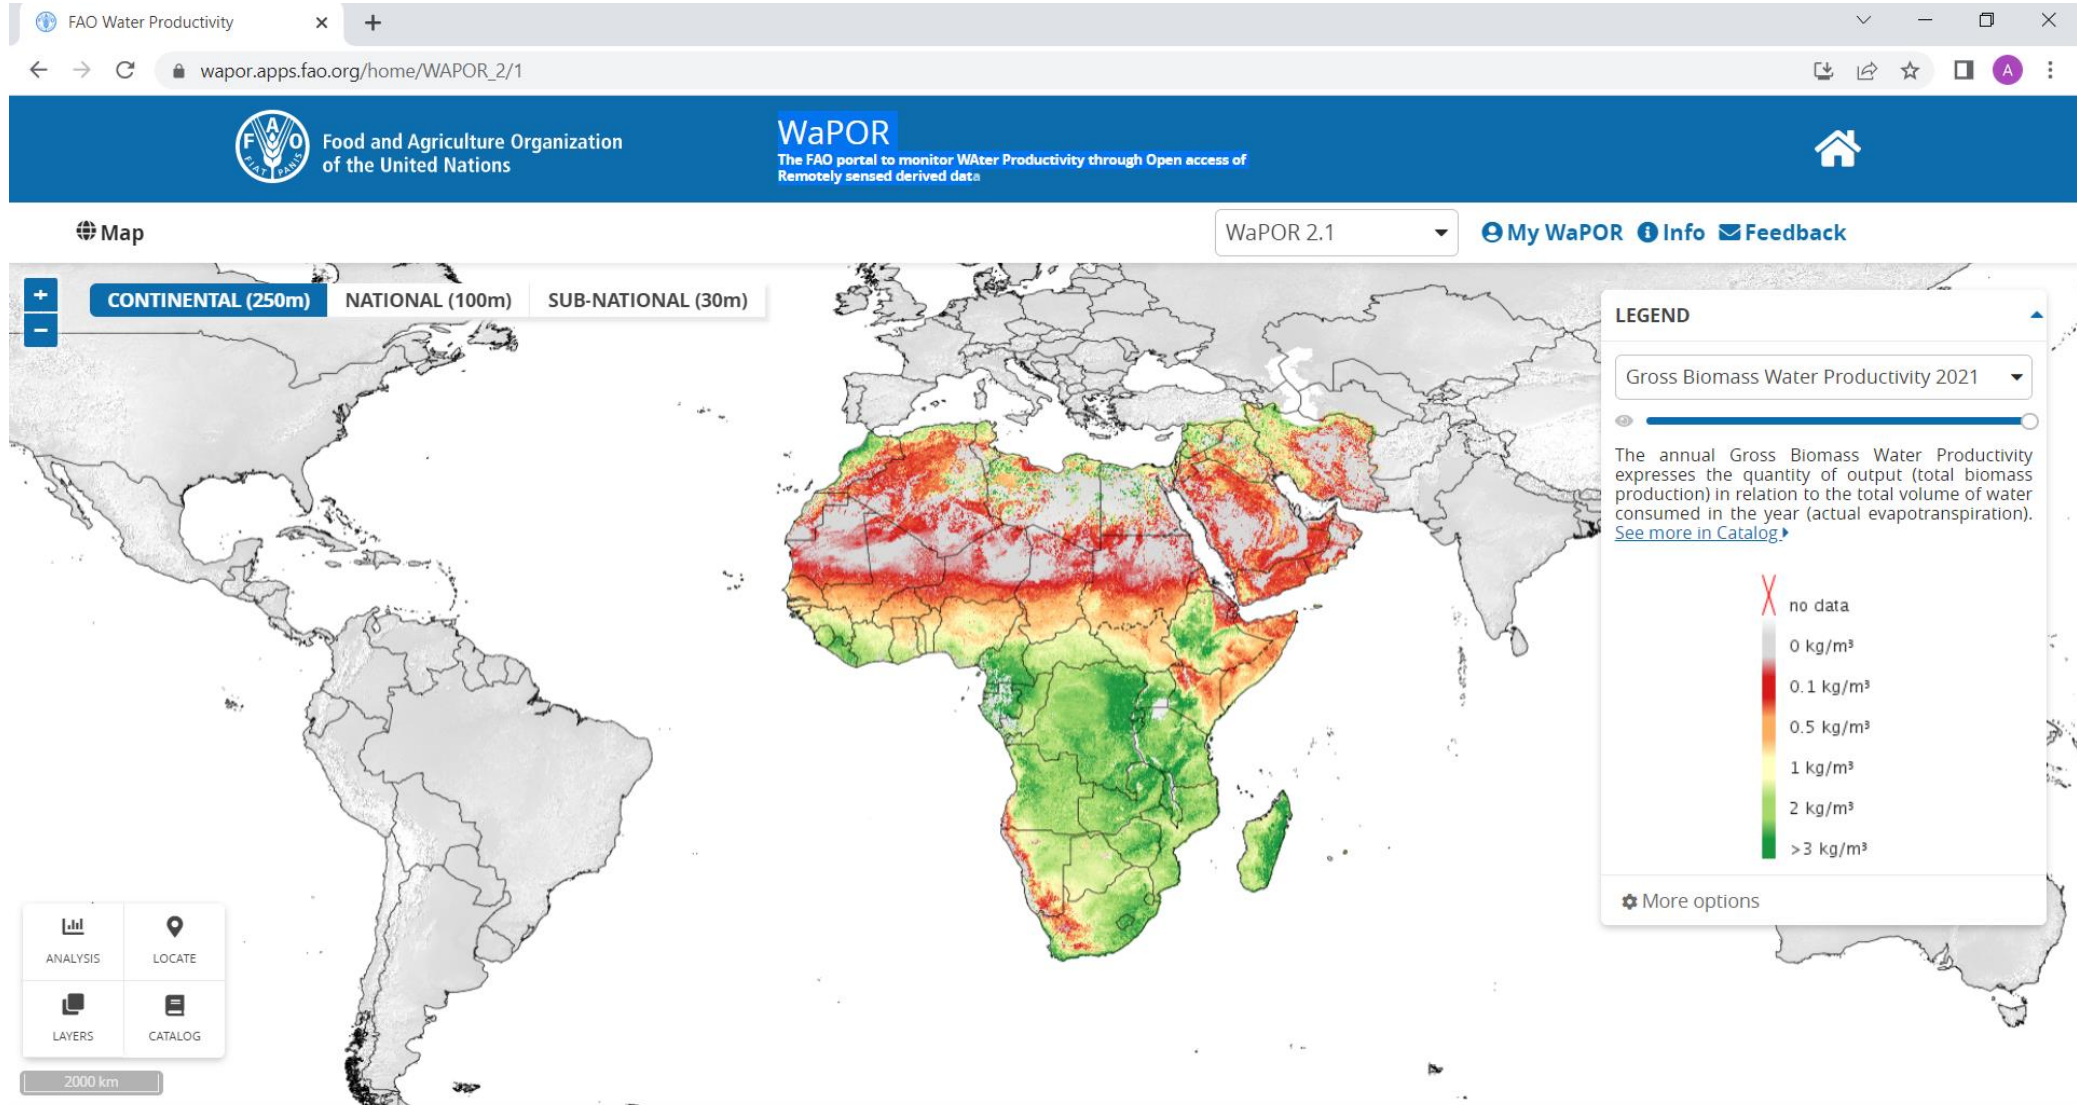 FAO Water Productivity
wapor.apps.fao.org/home/WAPOR_2/1
A
F A O
FIAT PANIS
Food and Agriculture Organization
of the United Nations
WaPOR
The FAO portal to monitor WAter Productivity through Open access of
Remotely sensed derived data
Map
WaPOR 2.1
My WaPOR
Info
Feedback
CONTINENTAL (250m)
NATIONAL (100m)
SUB-NATIONAL (30m)
LEGEND
Gross Biomass Water Productivity 2021
The annual Gross Biomass Water Productivity
expresses the quantity of output (total biomass
production) in relation to the total volume of water
consumed in the year (actual evapotranspiration).
See more in Catalog
no data
0 kg/m³
0.1 kg/m³
0.5 kg/m³
1 kg/m³
2 kg/m³
>3 kg/m³
More options
ANALYSIS
LOCATE
LAYERS
CATALOG
2000 km